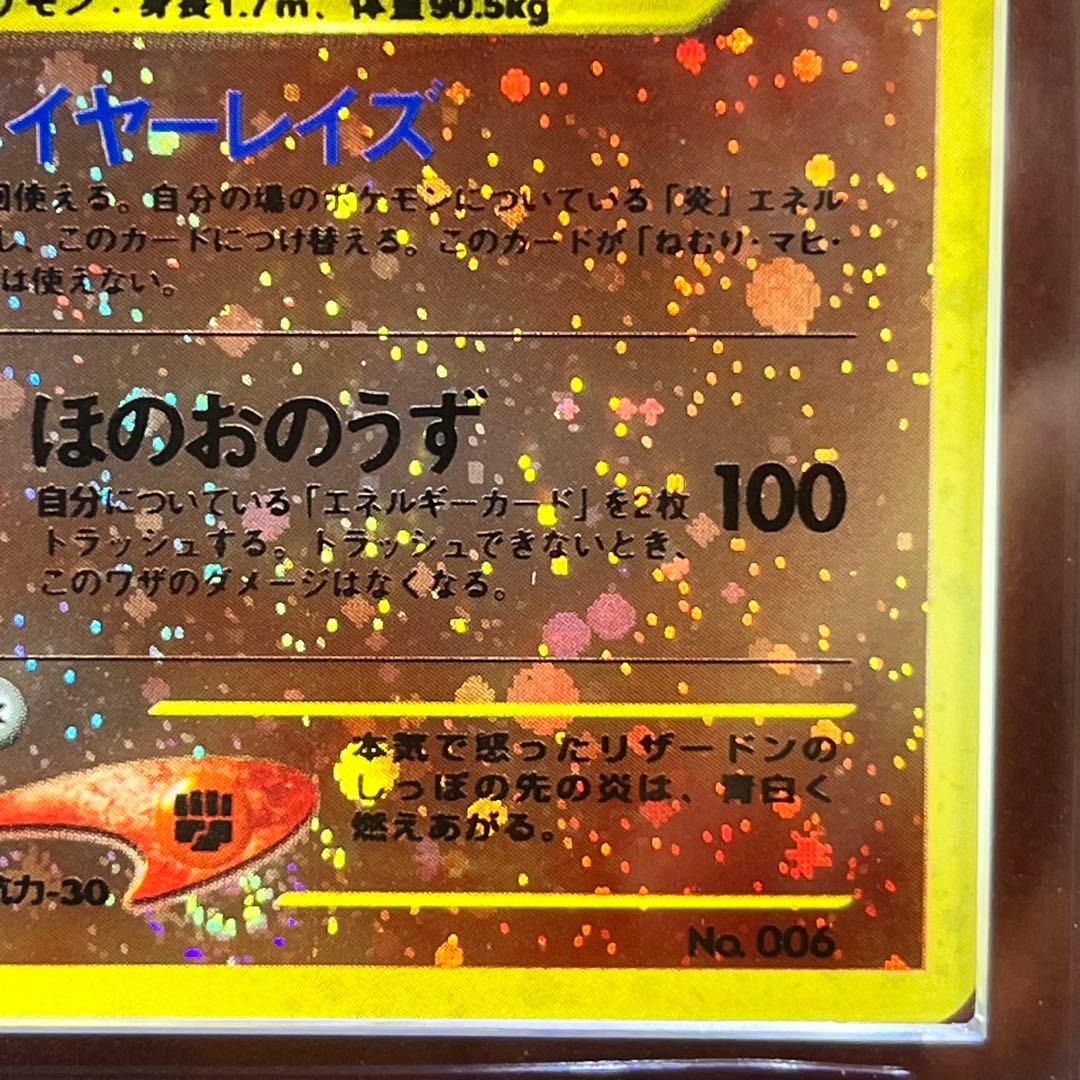 ケモン．身長1.7m、体重90.5kg
イヤーレイズ
回使える。自分の場のポケモンについている「炎」エネル
し、このカードにつけ替える。このカードが「ねむり・マヒ・
は使えない。
ほのおのうず
自分についている「エネルギーカード」を2枚
トラッシュする。トラッシュできないとき、
このワザのダメージはなくなる。
100
本気で怒ったリザードンの
しっぽの先の炎は、青白く
燃えあがる。
抗力-30
No. 006